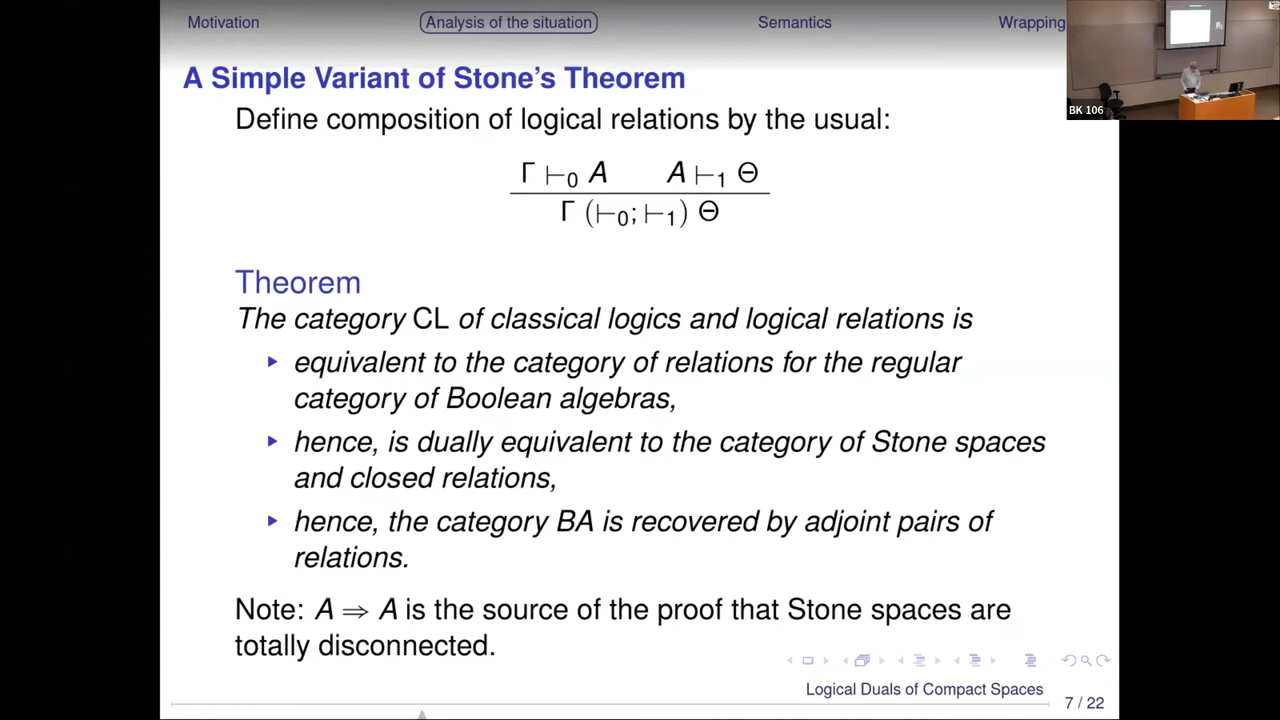 Motivation Analysis of the situation Semantics Wrapping
BK 106
A Simple Variant of Stone's Theorem
Define composition of logical relations by the usual:
Γ ⊢₀ A A ⊢₁ Θ
Γ (⊢₀; ⊢₁) Θ
Theorem
The category CL of classical logics and logical relations is
equivalent to the category of relations for the regular
category of Boolean algebras,
hence, is dually equivalent to the category of Stone spaces
and closed relations,
hence, the category BA is recovered by adjoint pairs of
relations.
Note: A ⇒ A is the source of the proof that Stone spaces are
totally disconnected.
Logical Duals of Compact Spaces
7 / 22